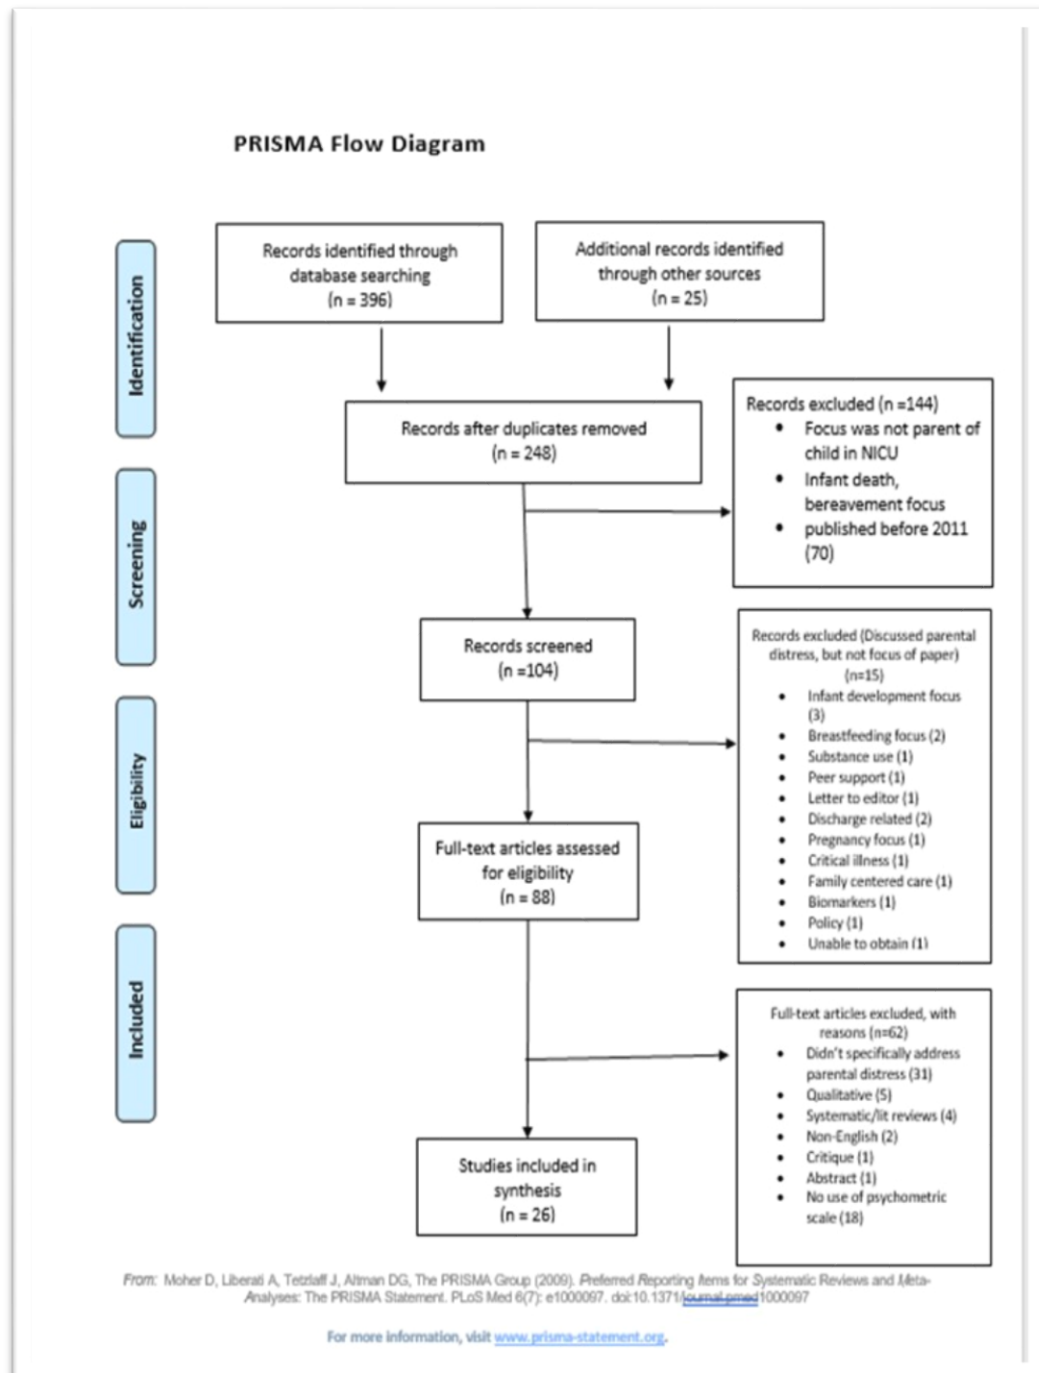 PRISMA Flow Diagram
Identification
Records identified through
database searching
(n = 396)
Additional records identified
through other sources
(n = 25)
Records after duplicates removed
(n = 248)
Records excluded (n =144)
• Focus was not parent of
child in NICU
• Infant death,
bereavement focus
• published before 2011
(70)
Screening
Records screened
(n =104)
Records excluded (Discussed parental
distress, but not focus of paper)
(n=15)
• Infant development focus
(3)
• Breastfeeding focus (2)
• Substance use (1)
• Peer support (1)
• Letter to editor (1)
• Discharge related (2)
• Pregnancy focus (1)
• Critical illness (1)
• Family centered care (1)
• Biomarkers (1)
• Policy (1)
• Unable to obtain (1)
Eligibility
Full-text articles assessed
for eligibility
(n = 88)
Full-text articles excluded, with
reasons (n=62)
• Didn't specifically address
parental distress (31)
• Qualitative (5)
• Systematic/lit reviews (4)
• Non-English (2)
• Critique (1)
• Abstract (1)
• No use of psychometric
scale (18)
Included
Studies included in
synthesis
(n = 26)
From: Moher D, Liberati A, Tetzlaff J, Altman DG, The PRISMA Group (2009). Preferred Reporting Items for Systematic Reviews and Meta-
Analyses: The PRISMA Statement. PLoS Med 6(7): e1000097. doi:10.1371/journal.pmed1000097
For more information, visit www.prisma-statement.org.